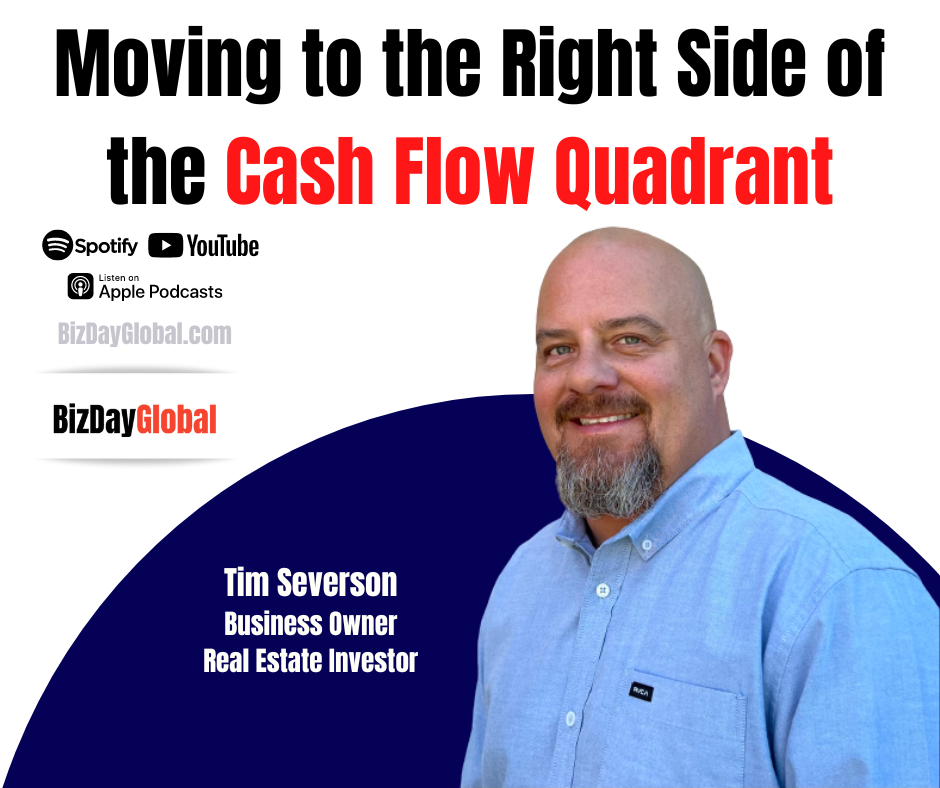 Moving to the Right Side of
the Cash Flow Quadrant
Spotify YouTube
Listen on
Apple Podcasts
BizDayGlobal.com
BizDayGlobal
Tim Severson
Business Owner
Real Estate Investor
RVCA